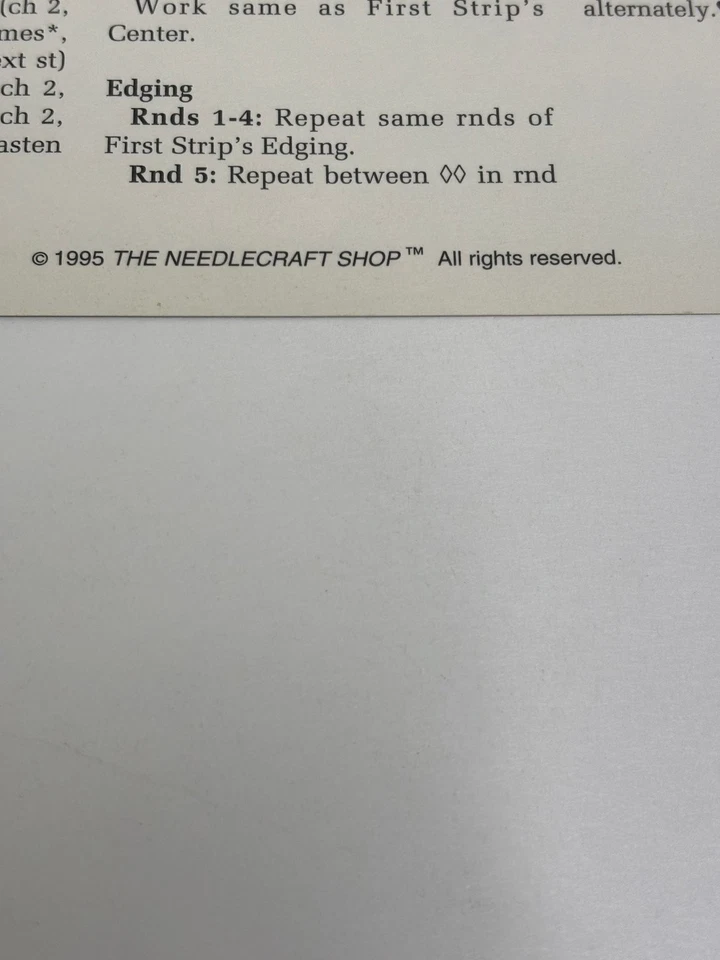 (ch 2,
mes*,
ext st)
ch 2,
ch 2,
asten
Work same as First Strip's
Center.
Edging
Rnds 1-4: Repeat same rnds of
First Strip's Edging.
Rnd 5: Repeat between ◊◊ in rnd
alternately.
© 1995 THE NEEDLECRAFT SHOP™ All rights reserved.